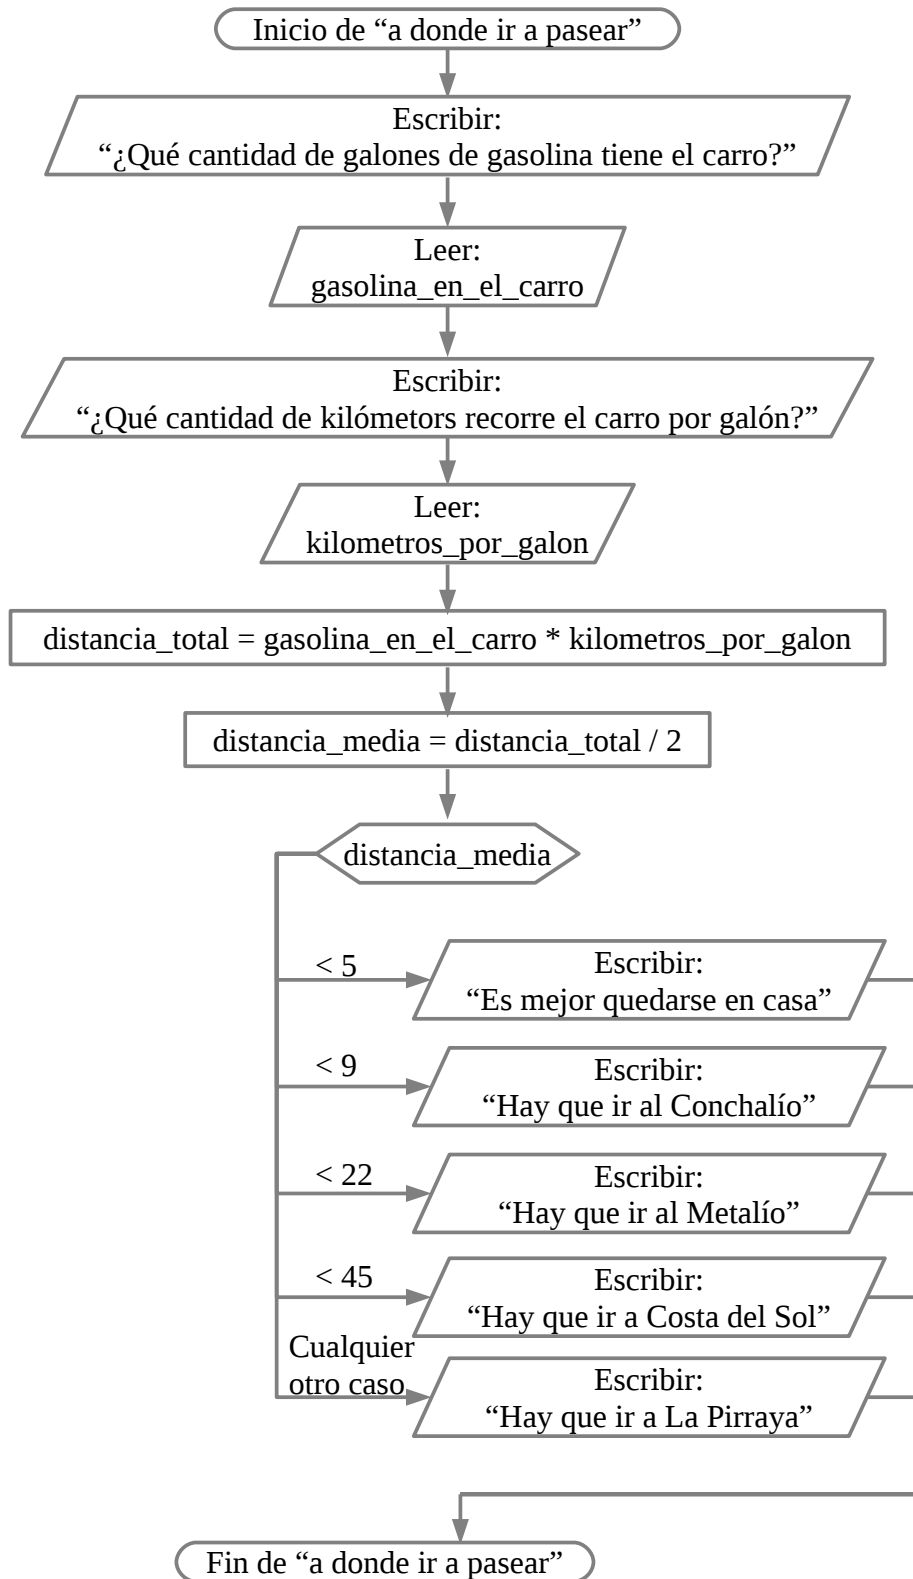 Inicio de “a donde ir a pasear”
Escribir:
“¿Qué cantidad de galones de gasolina tiene el carro?”
Leer:
gasolina_en_el_carro
Escribir:
“¿Qué cantidad de kilómetors recorre el carro por galón?”
Leer:
kilometros_por_galon
distancia_total = gasolina_en_el_carro * kilometros_por_galon
distancia_media = distancia_total / 2
distancia_media
< 5
Escribir:
“Es mejor quedarse en casa”
< 9
Escribir:
“Hay que ir al Conchalío”
< 22
Escribir:
“Hay que ir al Metalío”
< 45
Escribir:
“Hay que ir a Costa del Sol”
Cualquier
otro caso
Escribir:
“Hay que ir a La Pirraya”
Fin de “a donde ir a pasear”